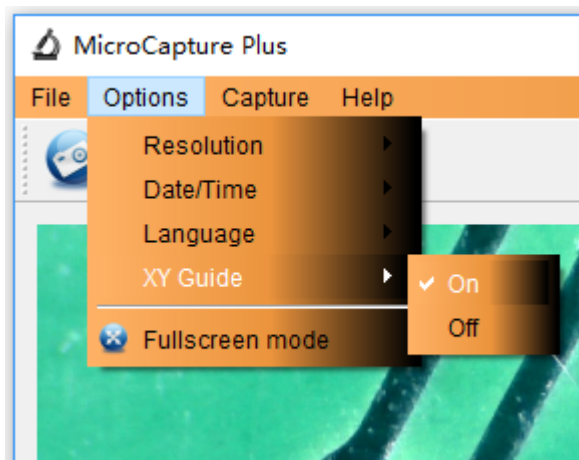 MicroCapture Plus
File Options Capture Help
Resolution
Date/Time
Language
XY Guide
On
Off
Fullscreen mode